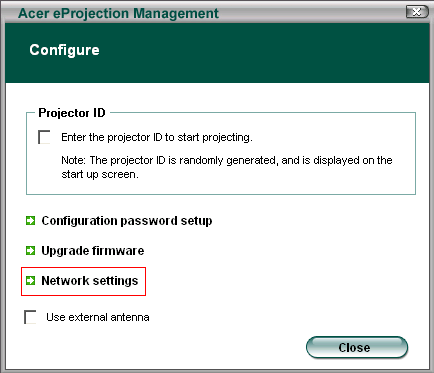 Acer eProjection Management
Configure
Projector ID
Enter the projector ID to start projecting.
Note: The projector ID is randomly generated, and is displayed on the
start up screen.
Configuration password setup
Upgrade firmware
Network settings
Use external antenna
Close